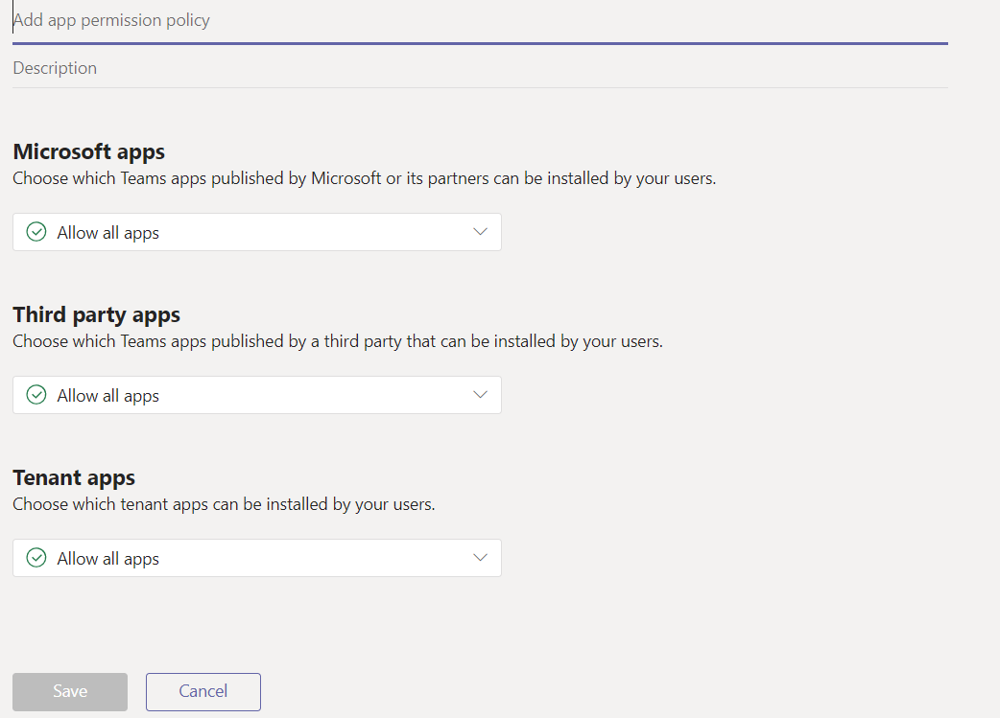 Add app permission policy
Description
Microsoft apps
Choose which Teams apps published by Microsoft or its partners can be installed by your users.
Allow all apps
Third party apps
Choose which Teams apps published by a third party that can be installed by your users.
Allow all apps
Tenant apps
Choose which tenant apps can be installed by your users.
Allow all apps
Save Cancel